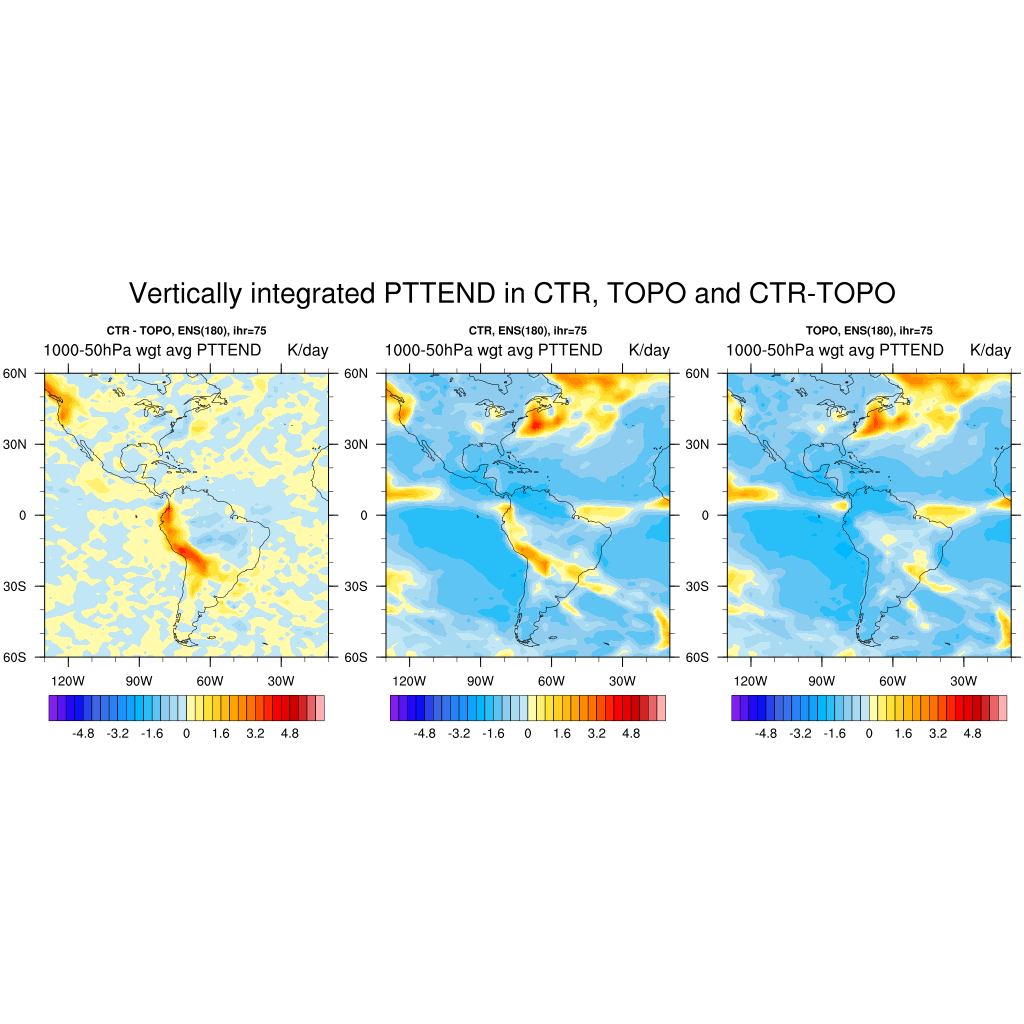 Vertically integrated PTTEND in CTR, TOPO and CTR-TOPO
CTR - TOPO, ENS(180), ihr=75
1000-50hPa wgt avg PTTEND K/day
60N
30N
0
30S
60S
120W 90W 60W 30W
-4.8 -3.2 -1.6 0 1.6 3.2 4.8
CTR, ENS(180), ihr=75
1000-50hPa wgt avg PTTEND K/day
60N
30N
0
30S
60S
120W 90W 60W 30W
-4.8 -3.2 -1.6 0 1.6 3.2 4.8
TOPO, ENS(180), ihr=75
1000-50hPa wgt avg PTTEND K/day
60N
30N
0
30S
60S
120W 90W 60W 30W
-4.8 -3.2 -1.6 0 1.6 3.2 4.8